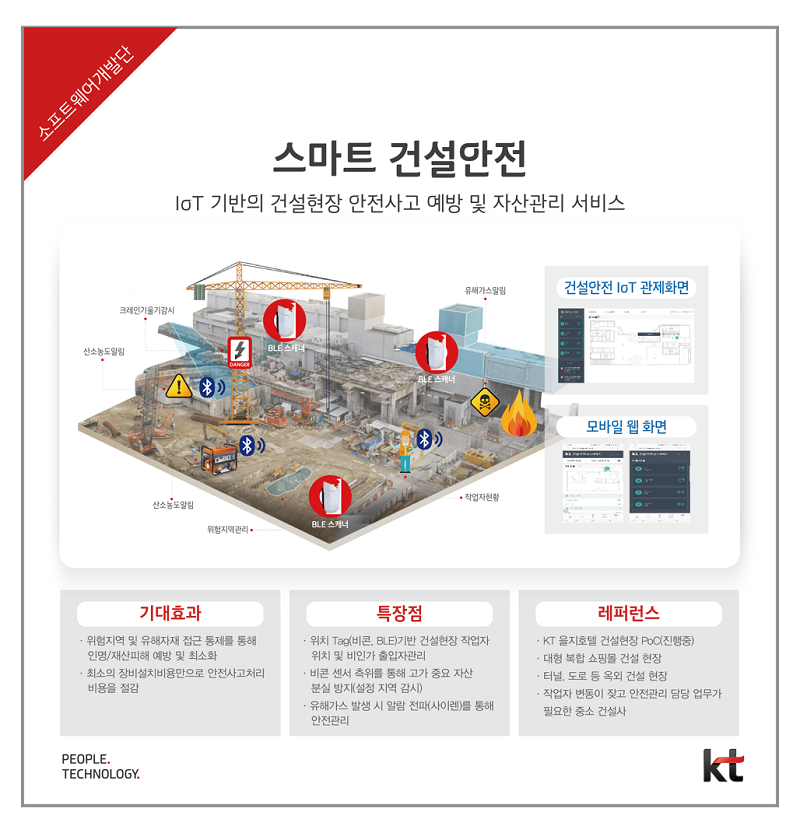 소프트웨어개발단
스마트 건설안전
IoT 기반의 건설현장 안전사고 예방 및 자산관리 서비스
유해가스알림
크레인기울기감시
산소농도알림
BLE 스캐너
DANGER
BLE 스캐너
산소농도알림
위험지역관리
BLE 스캐너
작업자현황
건설안전 IoT 관제화면
모바일 웹 화면
기대효과
· 위험지역 및 유해자재 접근 통제를 통해
인명/재산피해 예방 및 최소화
· 최소의 장비설치비용만으로 안전사고처리
비용을 절감
특장점
· 위치 Tag(비콘, BLE)기반 건설현장 작업자
위치 및 비인가 출입자관리
· 비콘 센서 측위를 통해 고가 중요 자산
분실 방지(설정 지역 감시)
· 유해가스 발생 시 알람 전파(사이렌)를 통해
안전관리
레퍼런스
· KT 을지호텔 건설현장 PoC(진행중)
· 대형 복합 쇼핑몰 건설 현장
· 터널, 도로 등 옥외 건설 현장
· 작업자 변동이 잦고 안전관리 담당 업무가
필요한 중소 건설사
PEOPLE.
TECHNOLOGY.
kt